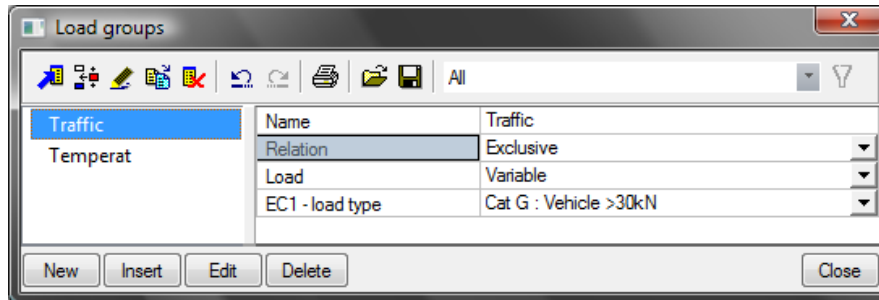 Load groups
All
Traffic
Temperat
Name Traffic
Relation Exclusive
Load Variable
EC1 - load type Cat G : Vehicle >30kN
New Insert Edit Delete Close